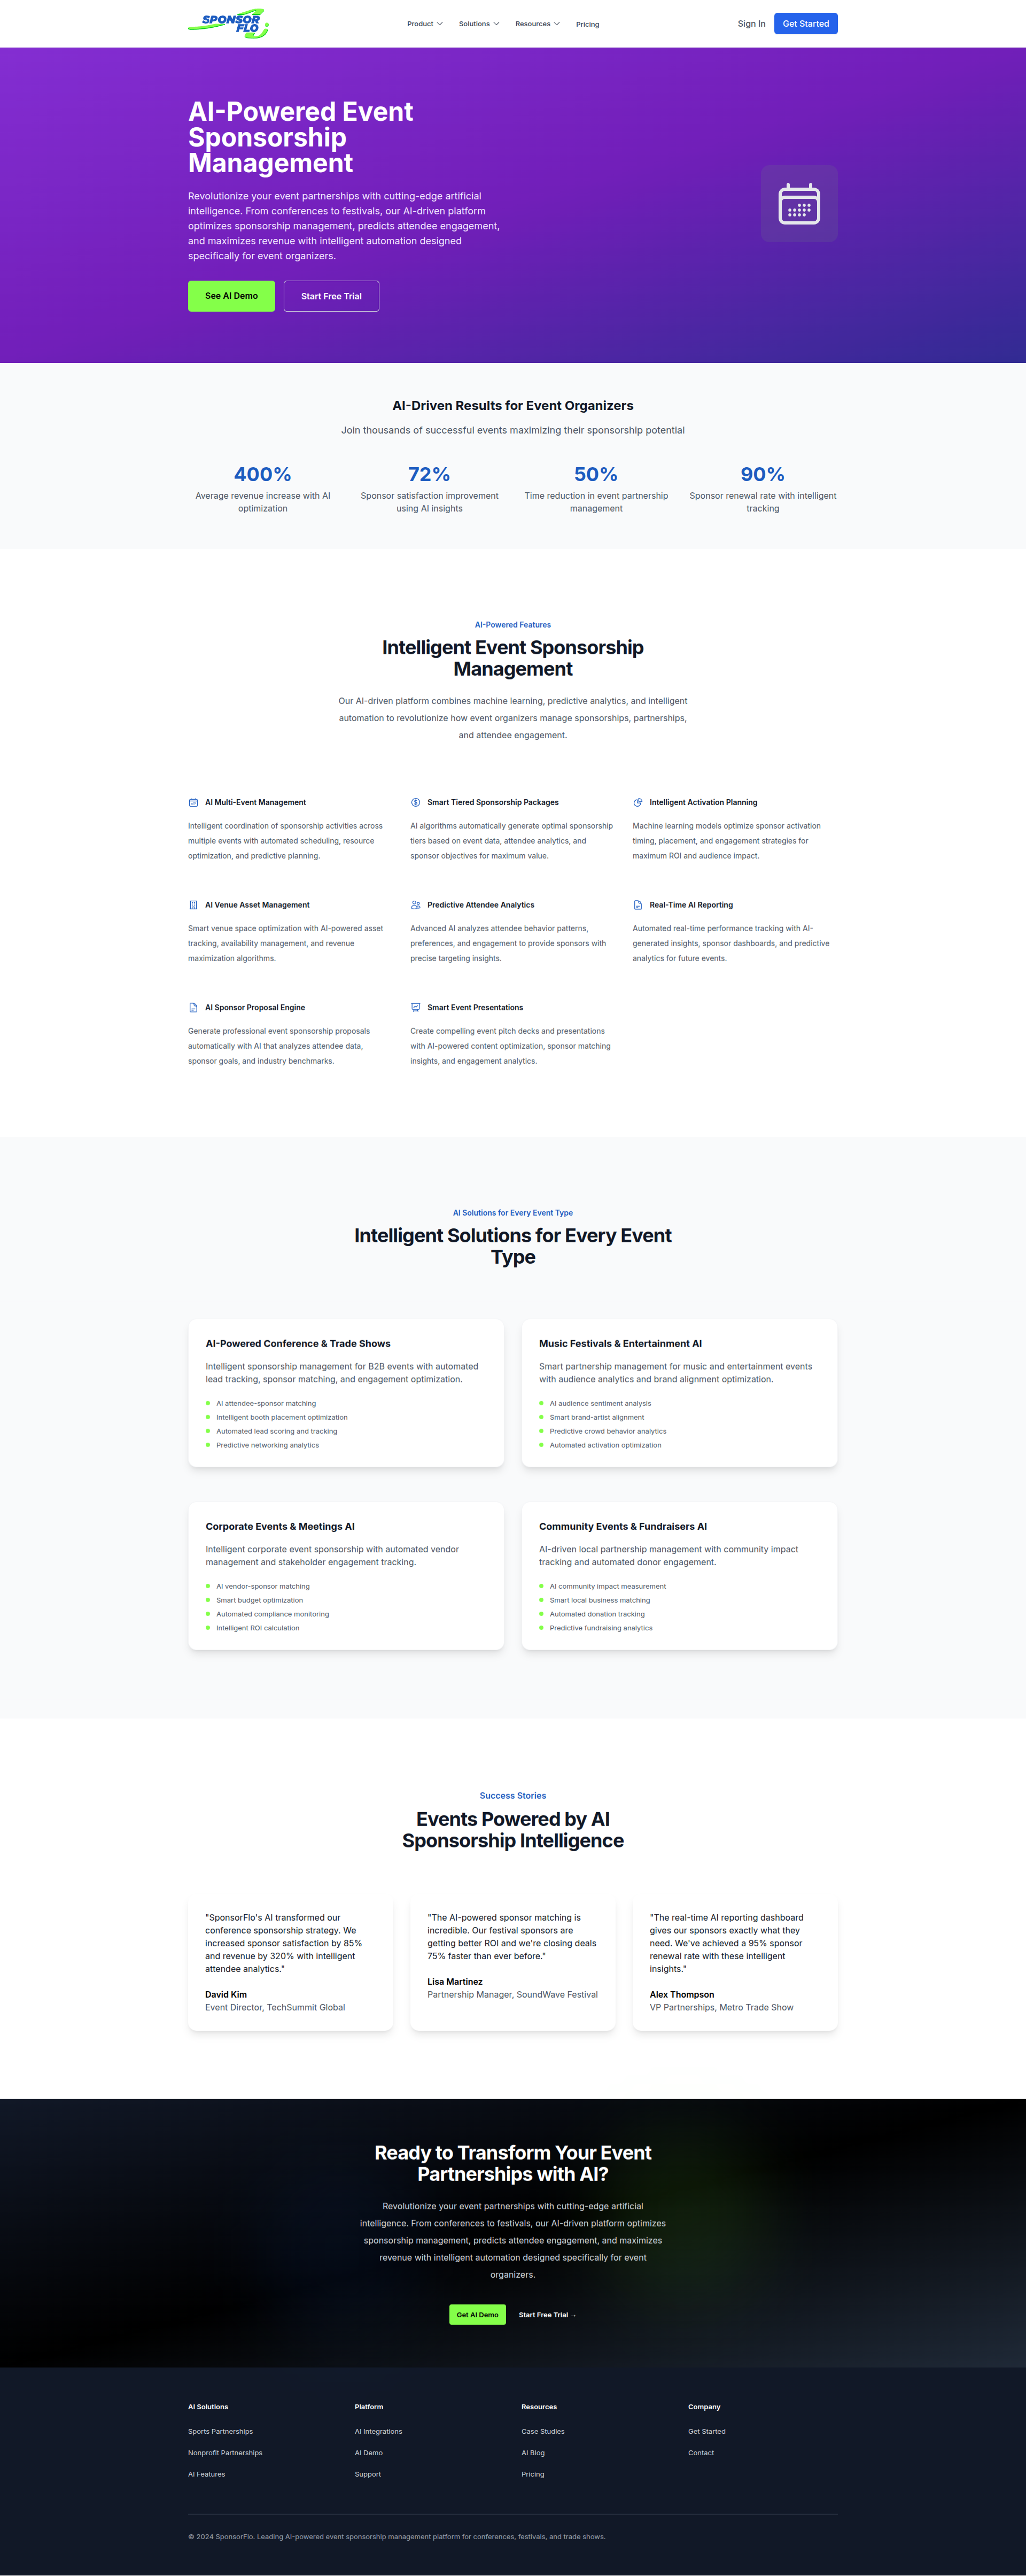 SPONSOR
FLO
Product
Solutions
Resources
Pricing
Sign In
Get Started
AI-Powered Event
Sponsorship
Management
Revolutionize your event partnerships with cutting-edge artificial
intelligence. From conferences to festivals, our AI-driven platform
optimizes sponsorship management, predicts attendee engagement,
and maximizes revenue with intelligent automation designed
specifically for event organizers.
See AI Demo
Start Free Trial
AI-Driven Results for Event Organizers
Join thousands of successful events maximizing their sponsorship potential
400%
Average revenue increase with AI
optimization
72%
Sponsor satisfaction improvement
using AI insights
50%
Time reduction in event partnership
management
90%
Sponsor renewal rate with intelligent
tracking
AI-Powered Features
Intelligent Event Sponsorship
Management
Our AI-driven platform combines machine learning, predictive analytics, and intelligent
automation to revolutionize how event organizers manage sponsorships, partnerships,
and attendee engagement.
AI Multi-Event Management
Intelligent coordination of sponsorship activities across
multiple events with automated scheduling, resource
optimization, and predictive planning.
Smart Tiered Sponsorship Packages
AI algorithms automatically generate optimal sponsorship
tiers based on event data, attendee analytics, and
sponsor objectives for maximum value.
Intelligent Activation Planning
Machine learning models optimize sponsor activation
timing, placement, and engagement strategies for
maximum ROI and audience impact.
AI Venue Asset Management
Smart venue space optimization with AI-powered asset
tracking, availability management, and revenue
maximization algorithms.
Predictive Attendee Analytics
Advanced AI analyzes attendee behavior patterns,
preferences, and engagement to provide sponsors with
precise targeting insights.
Real-Time AI Reporting
Automated real-time performance tracking with AI-
generated insights, sponsor dashboards, and predictive
analytics for future events.
AI Sponsor Proposal Engine
Generate professional event sponsorship proposals
automatically with AI that analyzes attendee data,
sponsor goals, and industry benchmarks.
Smart Event Presentations
Create compelling event pitch decks and presentations
with AI-powered content optimization, sponsor matching
insights, and engagement analytics.
AI Solutions for Every Event Type
Intelligent Solutions for Every Event
Type
AI-Powered Conference & Trade Shows
Intelligent sponsorship management for B2B events with automated
lead tracking, sponsor matching, and engagement optimization.
AI attendee-sponsor matching
Intelligent booth placement optimization
Automated lead scoring and tracking
Predictive networking analytics
Music Festivals & Entertainment AI
Smart partnership management for music and entertainment events
with audience analytics and brand alignment optimization.
AI audience sentiment analysis
Smart brand-artist alignment
Predictive crowd behavior analytics
Automated activation optimization
Corporate Events & Meetings AI
Intelligent corporate event sponsorship with automated vendor
management and stakeholder engagement tracking.
AI vendor-sponsor matching
Smart budget optimization
Automated compliance monitoring
Intelligent ROI calculation
Community Events & Fundraisers AI
AI-driven local partnership management with community impact
tracking and automated donor engagement.
AI community impact measurement
Smart local business matching
Automated donation tracking
Predictive fundraising analytics
Success Stories
Events Powered by AI
Sponsorship Intelligence
"SponsorFlo's AI transformed our
conference sponsorship strategy. We
increased sponsor satisfaction by 85%
and revenue by 320% with intelligent
attendee analytics."
David Kim
Event Director, TechSummit Global
"The AI-powered sponsor matching is
incredible. Our festival sponsors are
getting better ROI and we're closing deals
75% faster than ever before."
Lisa Martinez
Partnership Manager, SoundWave Festival
"The real-time AI reporting dashboard
gives our sponsors exactly what they
need. We've achieved a 95% sponsor
renewal rate with these intelligent
insights."
Alex Thompson
VP Partnerships, Metro Trade Show
Ready to Transform Your Event
Partnerships with AI?
Revolutionize your event partnerships with cutting-edge artificial
intelligence. From conferences to festivals, our AI-driven platform optimizes
sponsorship management, predicts attendee engagement, and maximizes
revenue with intelligent automation designed specifically for event
organizers.
Get AI Demo
Start Free Trial →
AI Solutions
Sports Partnerships
Nonprofit Partnerships
AI Features
Platform
AI Integrations
AI Demo
Support
Resources
Case Studies
AI Blog
Pricing
Company
Get Started
Contact
© 2024 SponsorFlo. Leading AI-powered event sponsorship management platform for conferences, festivals, and trade shows.